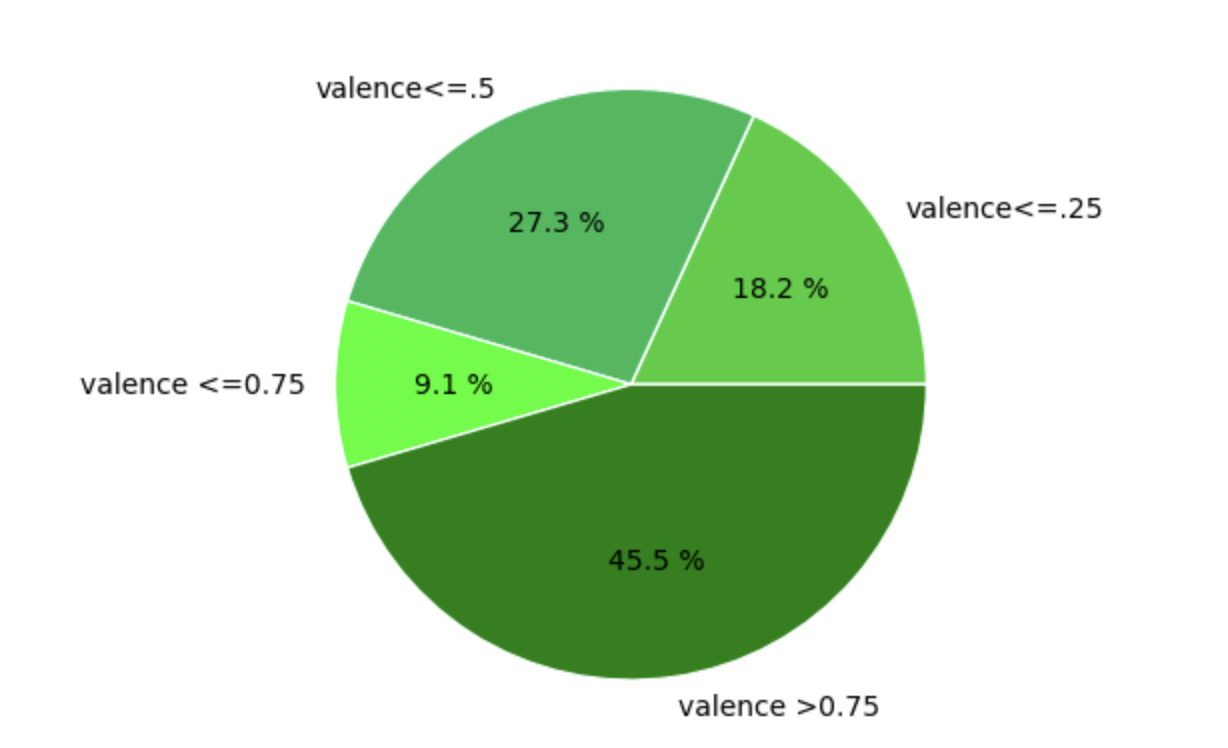 valence<=.5
valence<=.25
27.3 %
18.2 %
valence <=0.75
9.1 %
45.5 %
valence >0.75